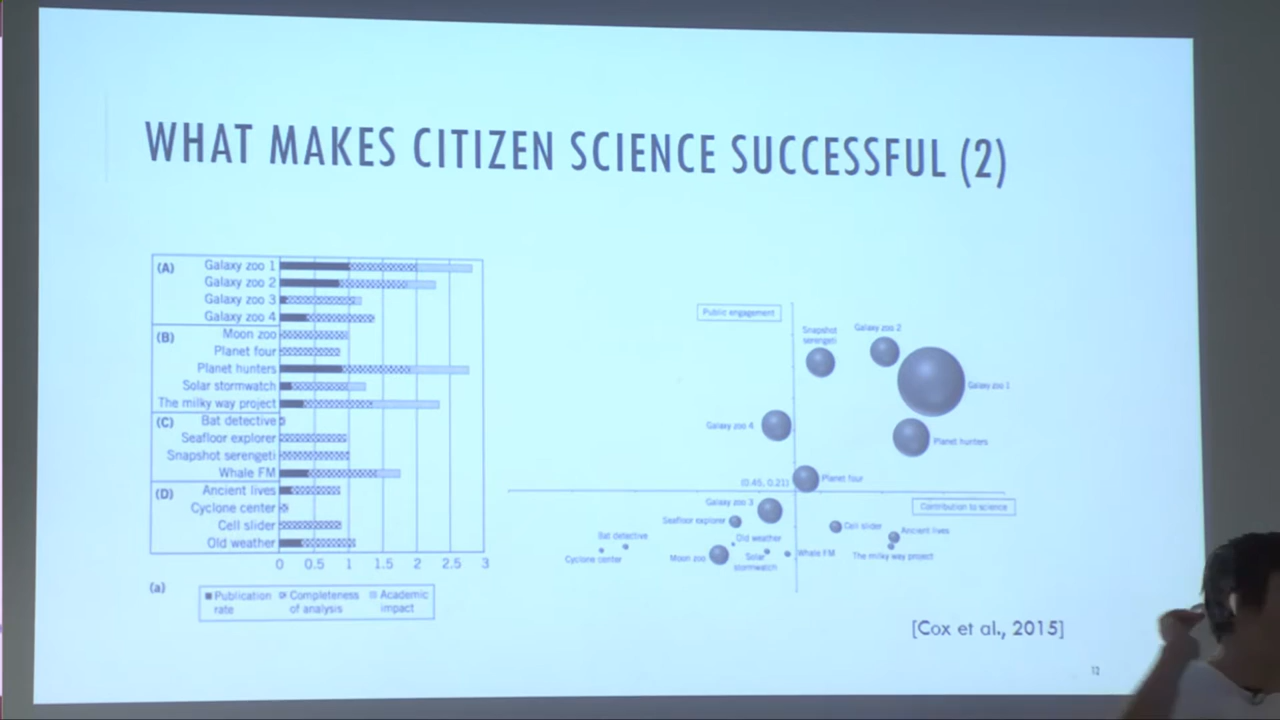 WHAT MAKES CITIZEN SCIENCE SUCCESSFUL (2)
(A)
Galaxy zoo 1
Galaxy zoo 2
Galaxy zoo 3
Galaxy zoo 4
(B)
Moon zoo
Planet four
Planet hunters
Solar stormwatch
The milky way project
(C)
Bat detective
Seafloor explorer
Snapshot serengeti
Whale FM
(D)
Ancient lives
Cyclone center
Cell slider
Old weather
0 0.5 1 1.5 2 2.5 3
(a)
Publication rate
Completeness of analysis
Academic impact
Public engagement
Snapshot serengeti
Galaxy zoo 2
Galaxy zoo 1
Galaxy zoo 4
Planet hunters
(0.45, 0.21)
Planet four
Galaxy zoo 3
Contribution to science
Seafloor explorer
Cell slider
Ancient lives
Bat detective
Old weather
Cyclone center
Moon zoo
Solar stormwatch
Whale FM
The milky way project
[Cox et al., 2015]
12